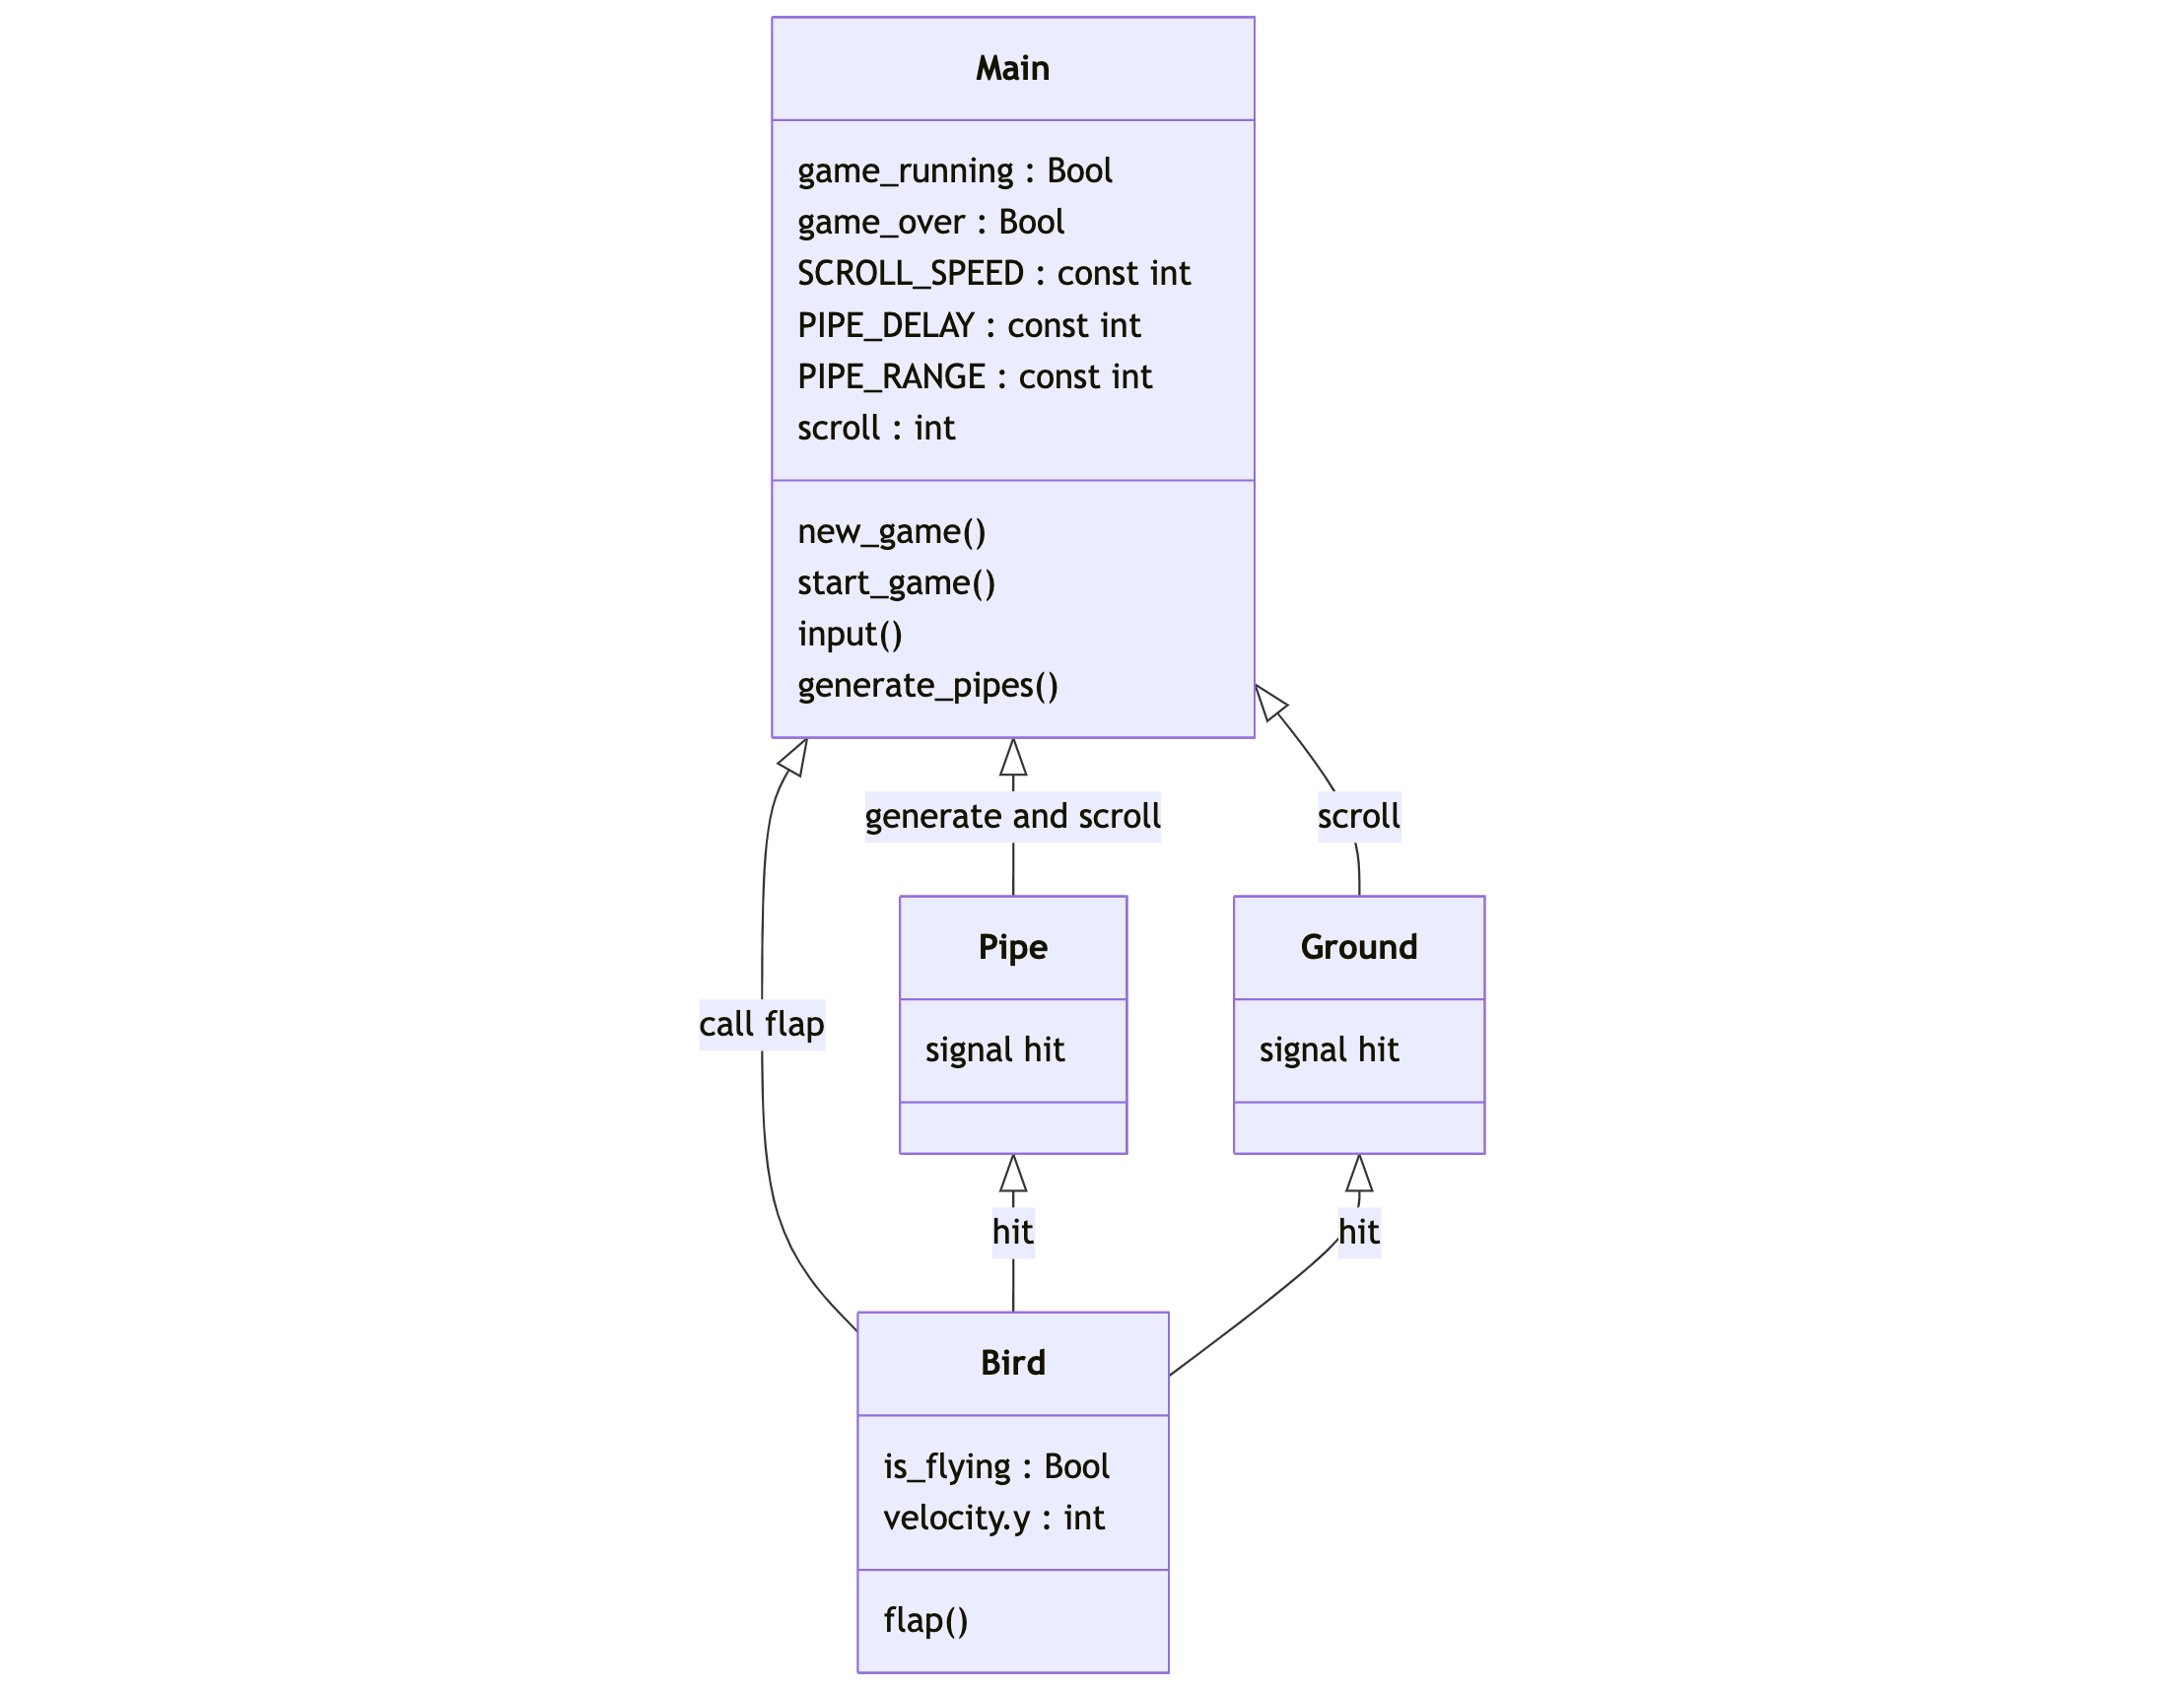 Main
game_running : Bool
game_over : Bool
SCROLL_SPEED : const int
PIPE_DELAY : const int
PIPE_RANGE : const int
scroll : int
new_game()
start_game()
input()
generate_pipes()
generate and scroll
scroll
Pipe
signal hit
Ground
signal hit
call flap
hit
hit
Bird
is_flying : Bool
velocity.y : int
flap()